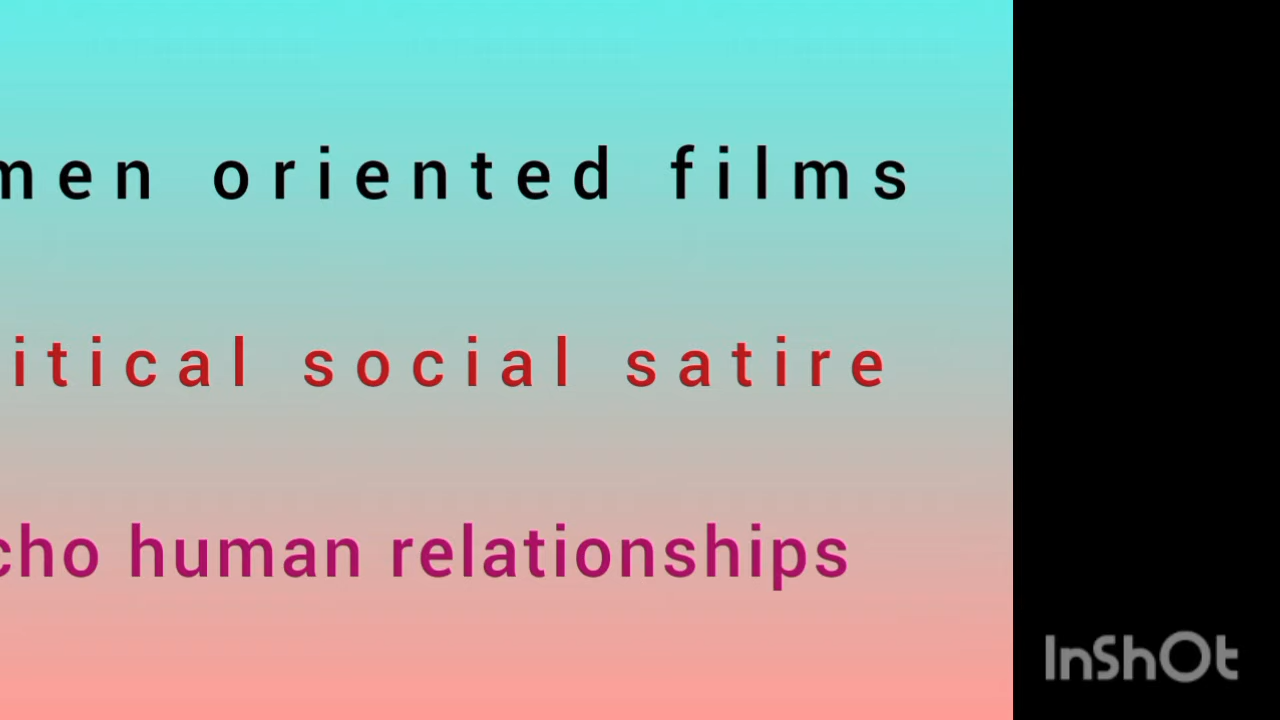 men oriented films
itical social satire
cho human relationships
InShOt